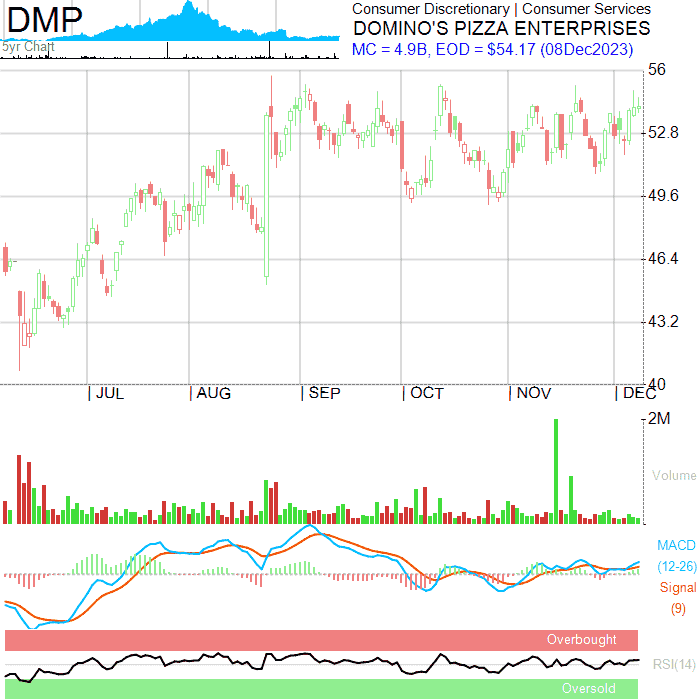 DMP
5yr Chart
Consumer Discretionary | Consumer Services
DOMINO'S PIZZA ENTERPRISES
MC = 4.9B, EOD = $54.17 (08Dec2023)
56
52.8
49.6
46.4
43.2
40
| JUL | AUG | SEP | OCT | NOV | DEC
2M
Volume
MACD
(12-26)
Signal
(9)
Overbought
RSI(14)
Oversold